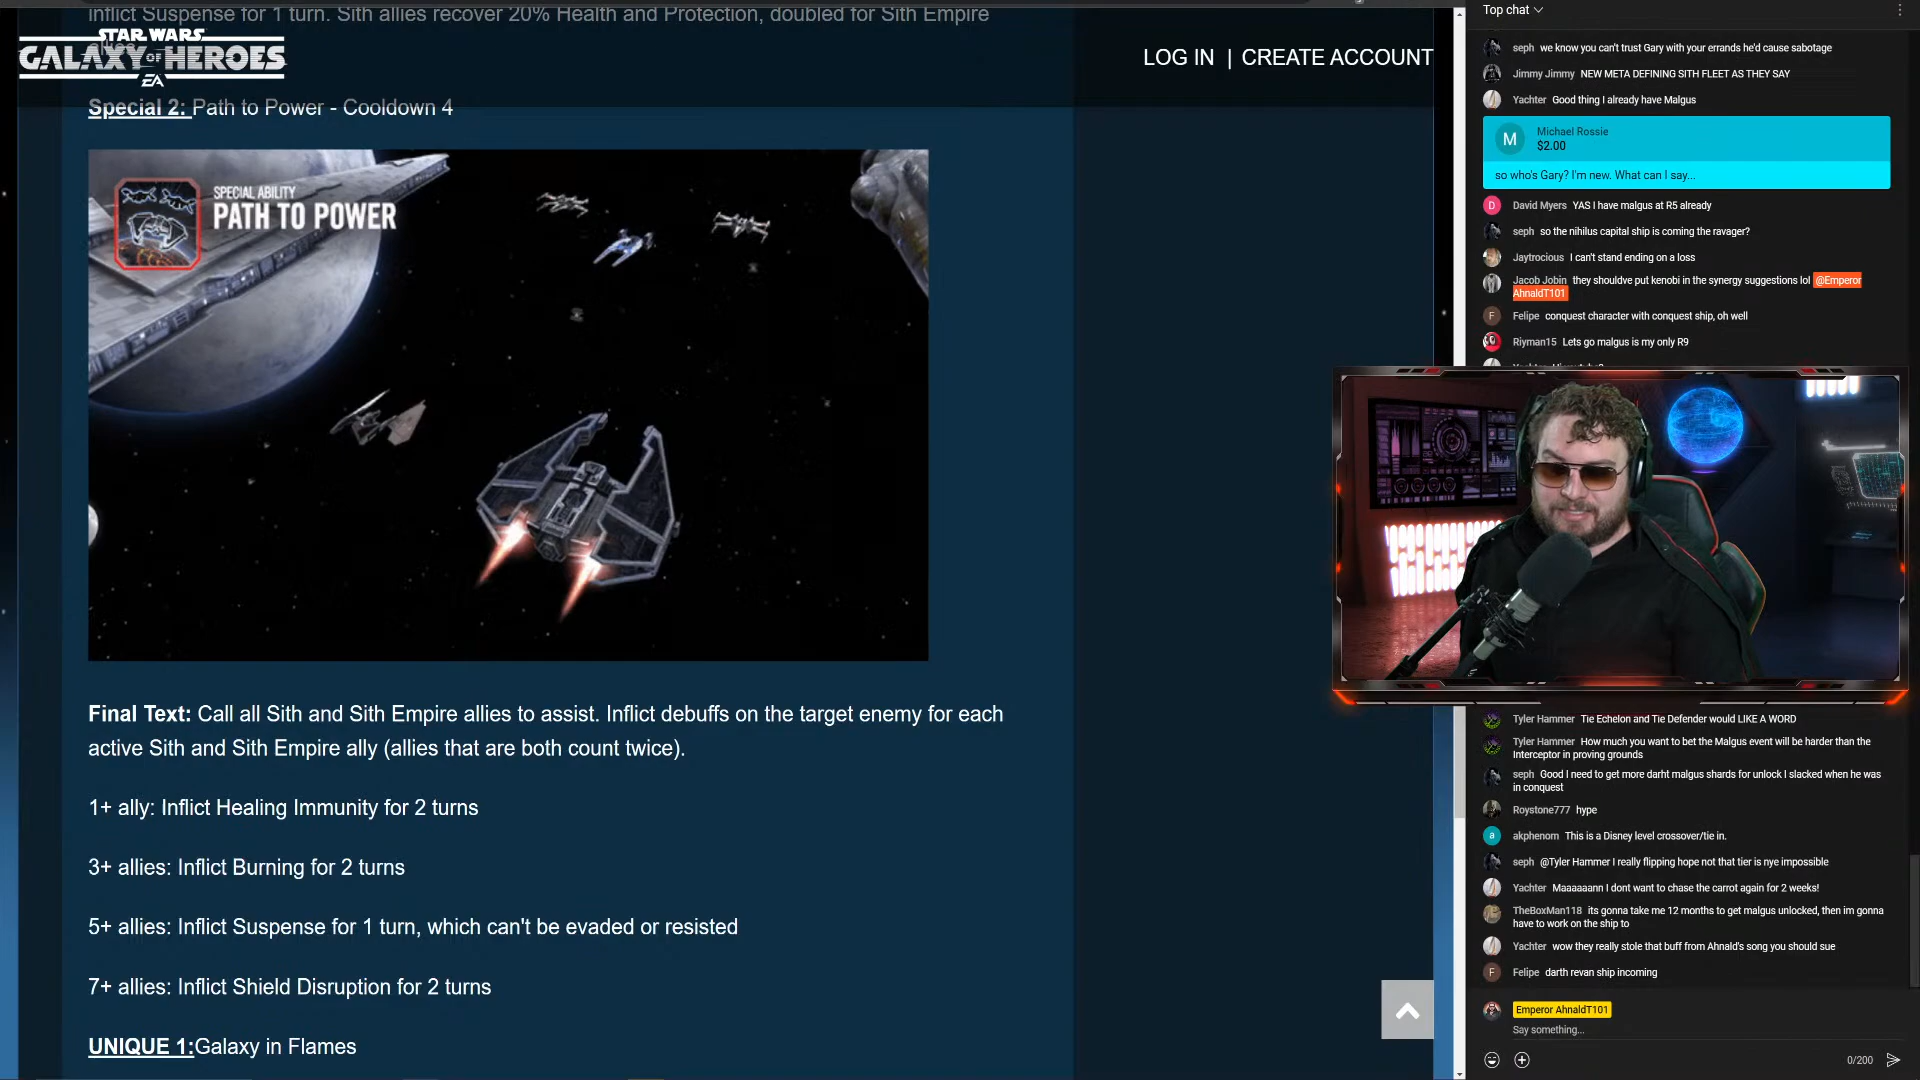 inflict Suspense for 1 turn. Sith allies recover 20% Health and Protection, doubled for Sith Empire
STAR WARS
GALAXY OF HEROES
EA
LOG IN | CREATE ACCOUNT
Special 2: Path to Power - Cooldown 4
SPECIAL ABILITY
PATH TO POWER
Final Text: Call all Sith and Sith Empire allies to assist. Inflict debuffs on the target enemy for each
active Sith and Sith Empire ally (allies that are both count twice).
1+ ally: Inflict Healing Immunity for 2 turns
3+ allies: Inflict Burning for 2 turns
5+ allies: Inflict Suspense for 1 turn, which can't be evaded or resisted
7+ allies: Inflict Shield Disruption for 2 turns
UNIQUE 1:Galaxy in Flames
Top chat
seph we know you can't trust Gary with your errands he'd cause sabotage
Jimmy Jimmy NEW META DEFINING SITH FLEET AS THEY SAY
Yachter Good thing I already have Malgus
M
Michael Rossie
$2.00
so who's Gary? I'm new. What can I say...
D David Myers YAS I have malgus at R5 already
seph so the nihilus capital ship is coming the ravager?
Jaytrocious I can't stand ending on a loss
Jacob Jobin they shouldve put kenobi in the synergy suggestions lol @Emperor
AhnaldT101
F Felipe conquest character with conquest ship, oh well
Riyman15 Lets go malgus is my only R9
Tyler Hammer Tie Echelon and Tie Defender would LIKE A WORD
Tyler Hammer How much you want to bet the Malgus event will be harder than the
Interceptor in proving grounds
seph Good I need to get more darht malgus shards for unlock I slacked when he was
in conquest
Roystone777 hype
a akphenom This is a Disney level crossover/tie in.
seph @Tyler Hammer I really flipping hope not that tier is nye impossible
Yachter Maaaaaann I dont want to chase the carrot again for 2 weeks!
TheBoxMan118 its gonna take me 12 months to get malgus unlocked, then im gonna
have to work on the ship to
Yachter wow they really stole that buff from Ahnald's song you should sue
F Felipe darth revan ship incoming
Emperor AhnaldT101
Say something...
0/200